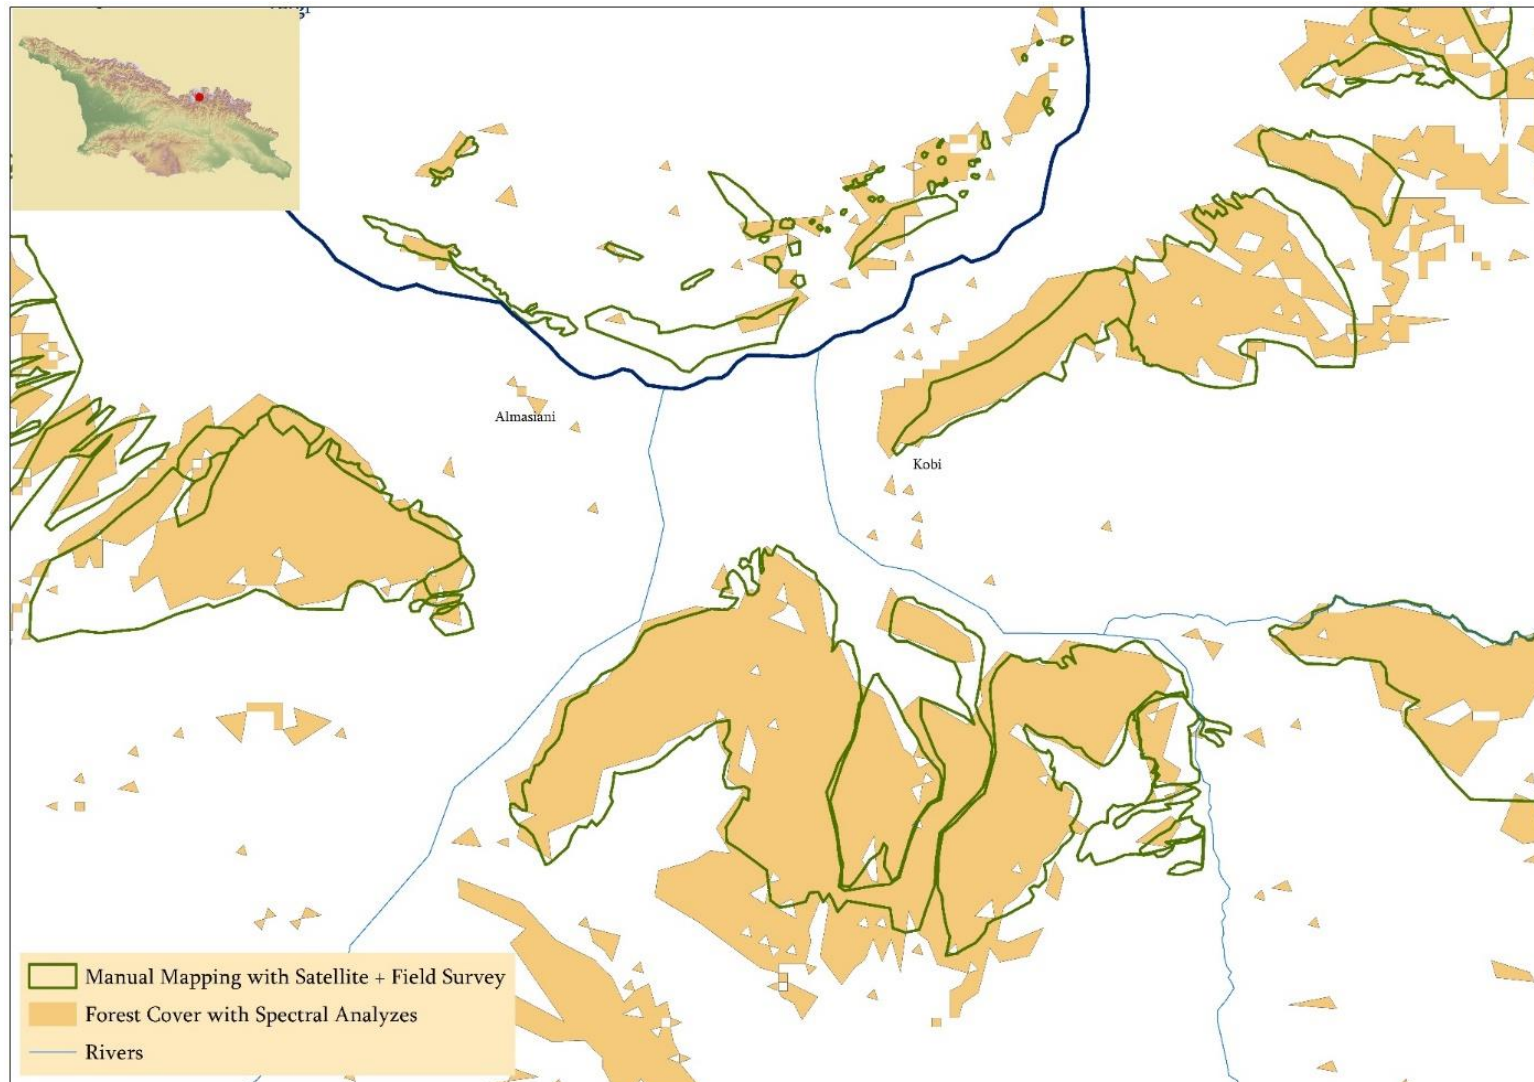 Almasiani
Kobi
Manual Mapping with Satellite + Field Survey
Forest Cover with Spectral Analyzes
Rivers